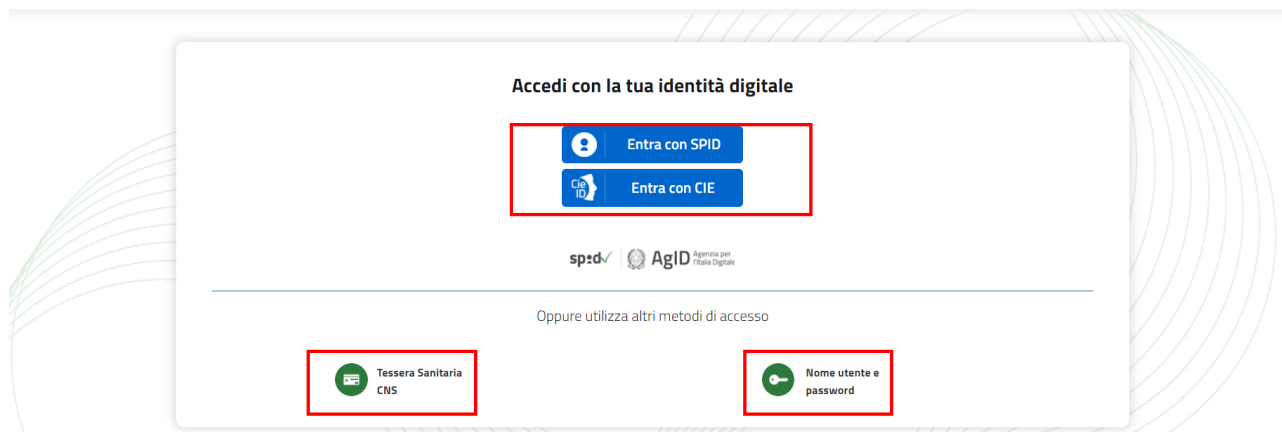 Accedi con la tua identità digitale
Entra con SPID
Cie
ID
Entra con CIE
sp:d
AgID
Agenzia per
l'Italia Digitale
Oppure utilizza altri metodi di accesso
Tessera Sanitaria
CNS
Nome utente e
password